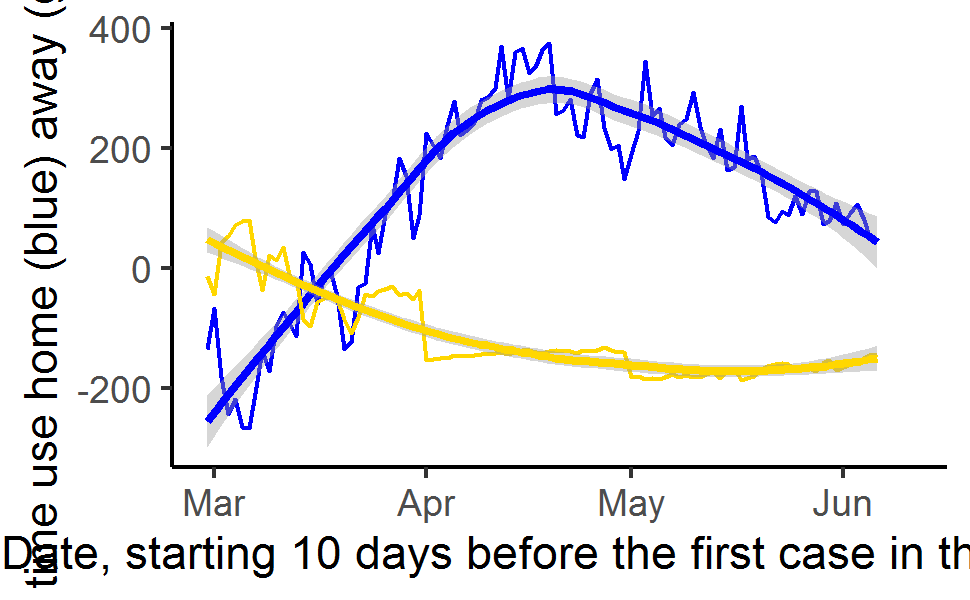 time use home (blue) away (g
400
200
0
-200
Mar Apr May Jun
Date, starting 10 days before the first case in th